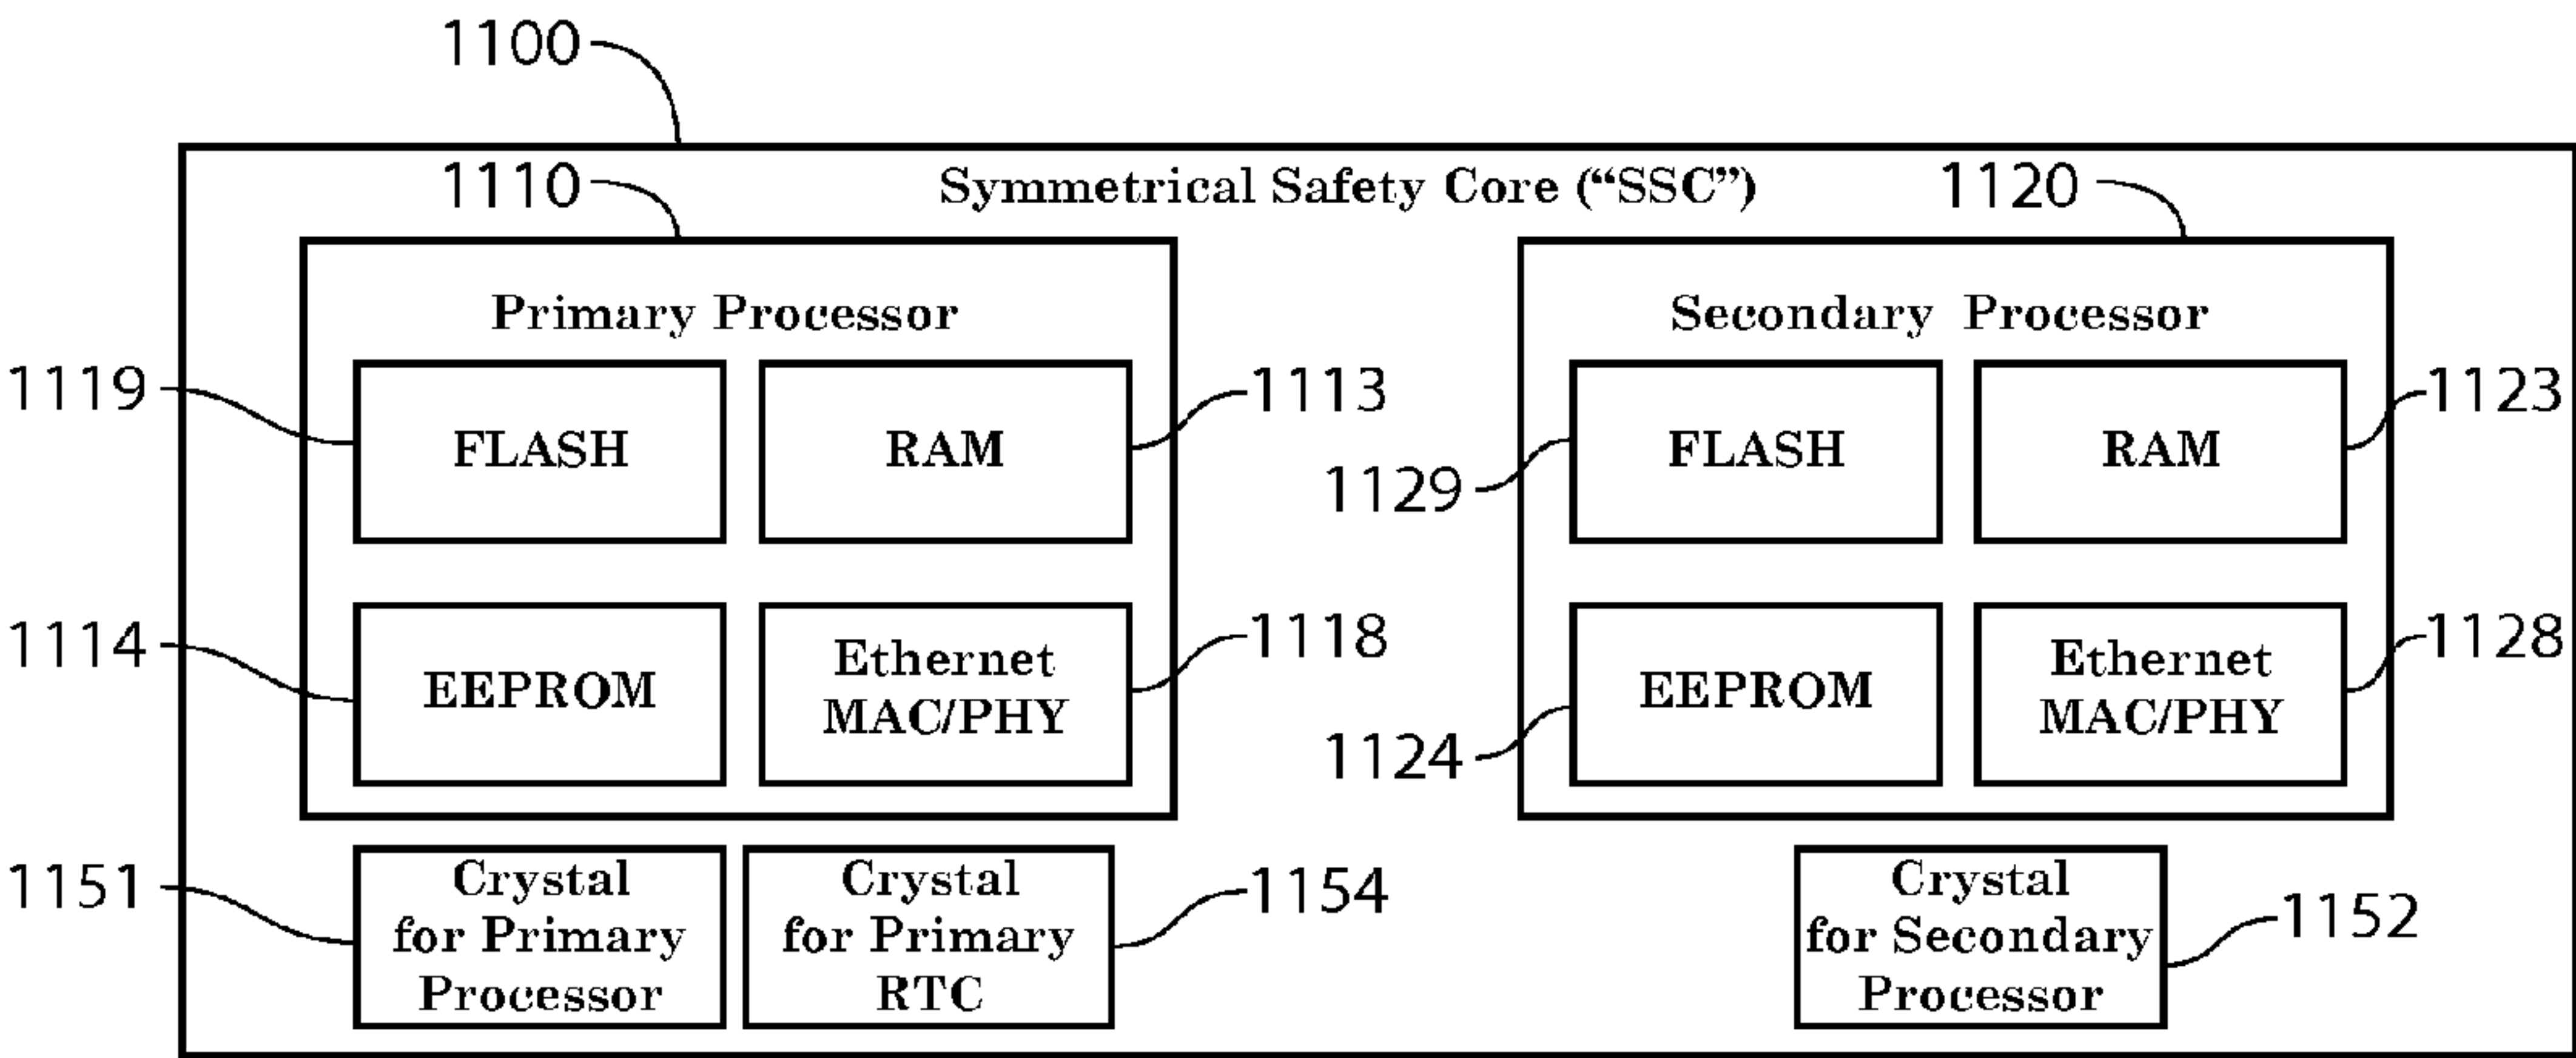 1100
1110
Symmetrical Safety Core (“SSC”)
1120
Primary Processor
Secondary Processor
1119
FLASH
RAM
1113
1129
FLASH
RAM
1123
1114
EEPROM
Ethernet
MAC/PHY
1118
1124
EEPROM
Ethernet
MAC/PHY
1128
1151
Crystal
for Primary
Processor
Crystal
for Primary
RTC
1154
Crystal
for Secondary
Processor
1152